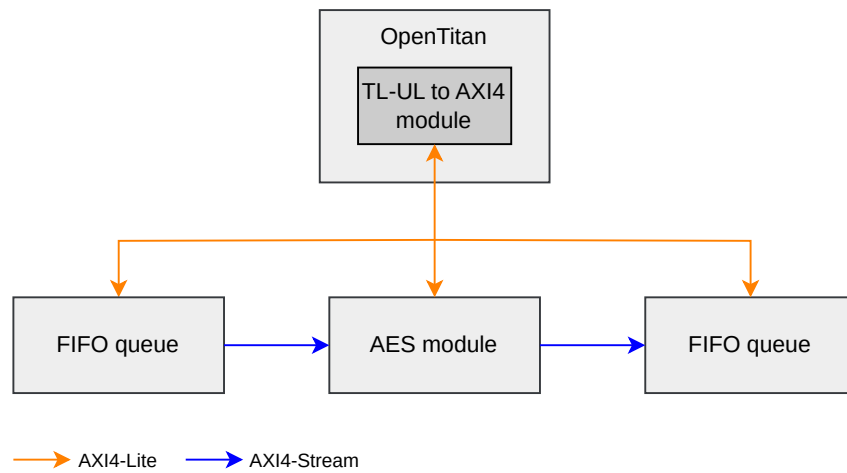 OpenTitan
TL-UL to AXI4
module
FIFO queue
AES module
FIFO queue
AXI4-Lite
AXI4-Stream